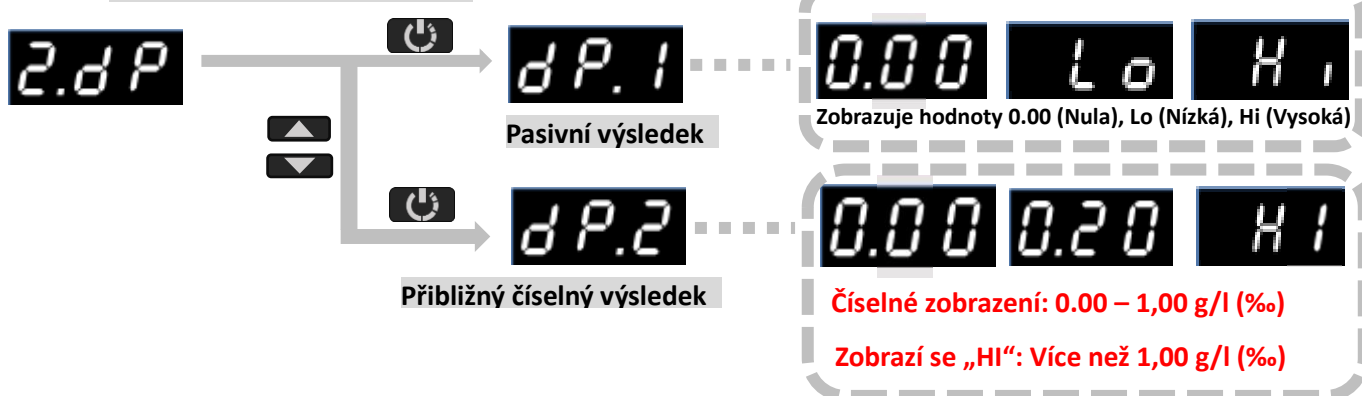 2.dP
dP.1
0.00 Lo Hi
Pasivní výsledek
Zobrazuje hodnoty 0.00 (Nula), Lo (Nízká), Hi (Vysoká)
dP.2
0.00 0.20 HI
Přibližný číselný výsledek
Číselné zobrazení: 0.00 – 1,00 g/l (‰)
Zobrazí se „HI“: Více než 1,00 g/l (‰)